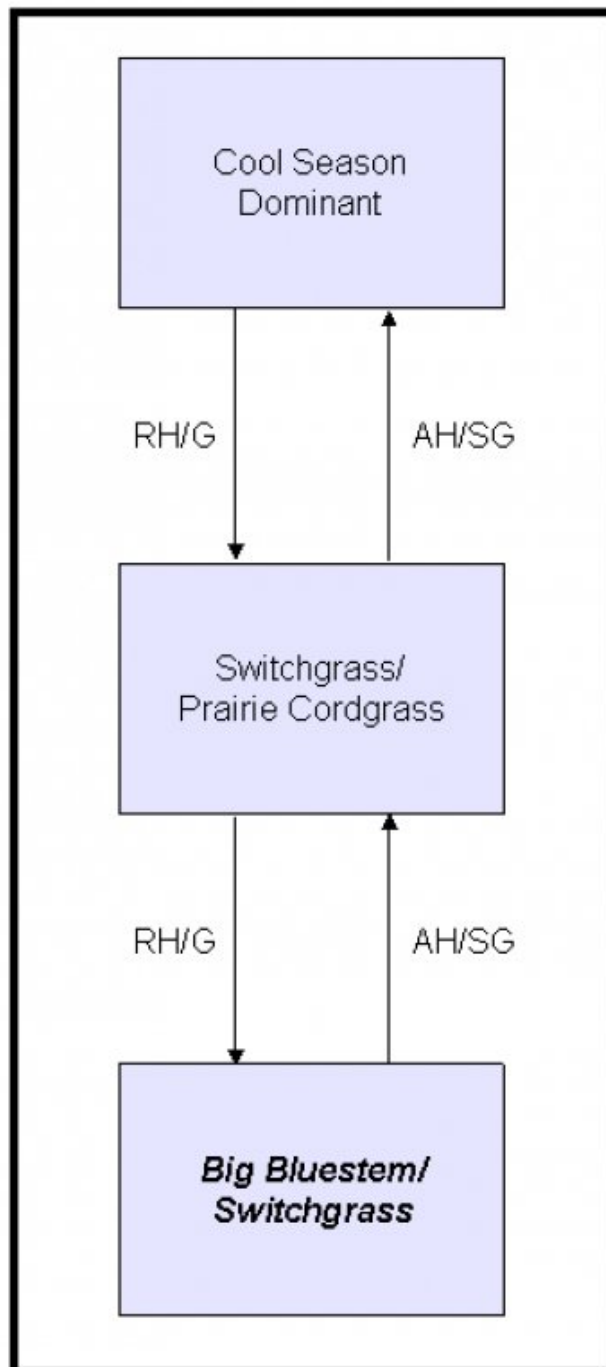 Cool Season
Dominant
RH/G
AH/SG
Switchgrass/
Prairie Cordgrass
RH/G
AH/SG
Big Bluestem/
Switchgrass